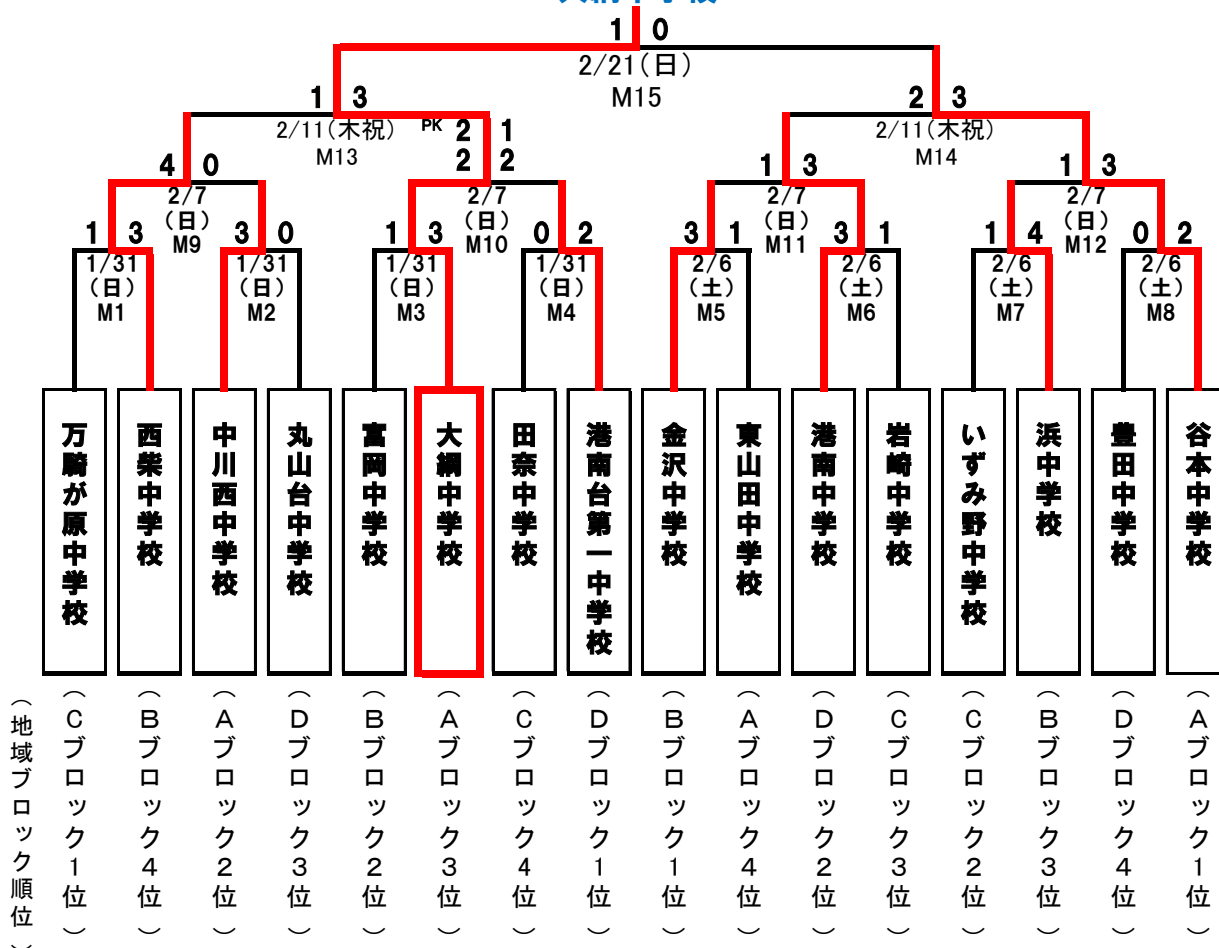 大綱中学校
1 0
2/21(日)
M15
1 3
2/11(木祝)
M13
2 3
2/11(木祝)
M14
4 0
2/7
(日)
M9
PK 2 1
2 2
2/7
(日)
M10
1 3
2/7
(日)
M11
1 3
2/7
(日)
M12
1 3
1/31
(日)
M1
3 0
1/31
(日)
M2
1 3
1/31
(日)
M3
0 2
1/31
(日)
M4
3 1
2/6
(土)
M5
3 1
2/6
(土)
M6
1 4
2/6
(土)
M7
0 2
2/6
(土)
M8
万騎が原中学校
西柴中学校
中川西中学校
丸山台中学校
富岡中学校
大綱中学校
田奈中学校
港南台第一中学校
金沢中学校
東山田中学校
港南中学校
岩崎中学校
いずみ野中学校
浜中学校
豊田中学校
谷本中学校
(地域ブロック順位)
(Cブロック1位)
(Bブロック4位)
(Aブロック2位)
(Dブロック3位)
(Bブロック2位)
(Aブロック3位)
(Cブロック4位)
(Dブロック1位)
(Bブロック1位)
(Aブロック4位)
(Dブロック2位)
(Cブロック3位)
(Cブロック2位)
(Bブロック3位)
(Dブロック4位)
(Aブロック1位)